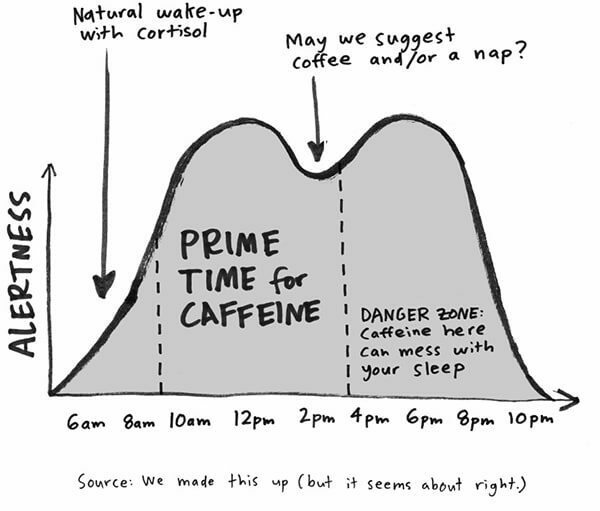 Natural wake-up
with cortisol
May we suggest
coffee and/or a nap?
ALERTNESS
PRIME
TIME for
CAFFEINE
DANGER ZONE:
Caffeine here
can mess with
your sleep
6am 8am 10am 12pm 2pm 4pm 6pm 8pm 10pm
Source: We made this up (but it seems about right.)